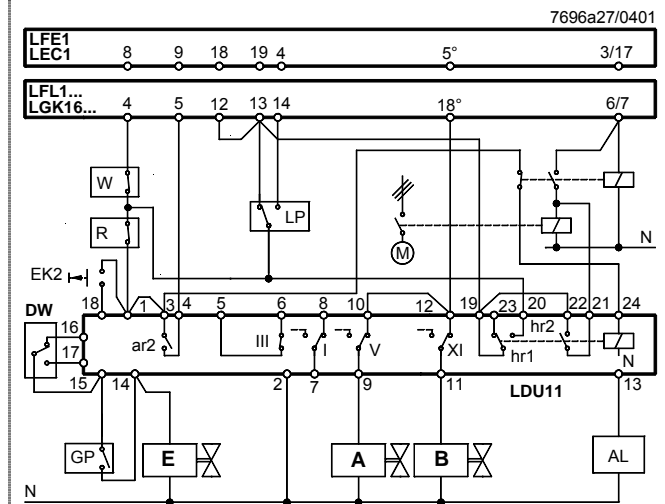 7696a27/0401
LFE1
LEC1
8 9 18 19 4 5° 3/17
LFL1...
LGK16...
4 5 12 13 14 18° 6/7
W
R
LP
M
N
EK2
DW
18 1 3 4 5 6 8 10 12 19 23 20 22 21 24
16
17
ar2 III I V XI hr1 hr2 N
15 14 2 7 9 11 LDU11 13
GP E A B AL
N